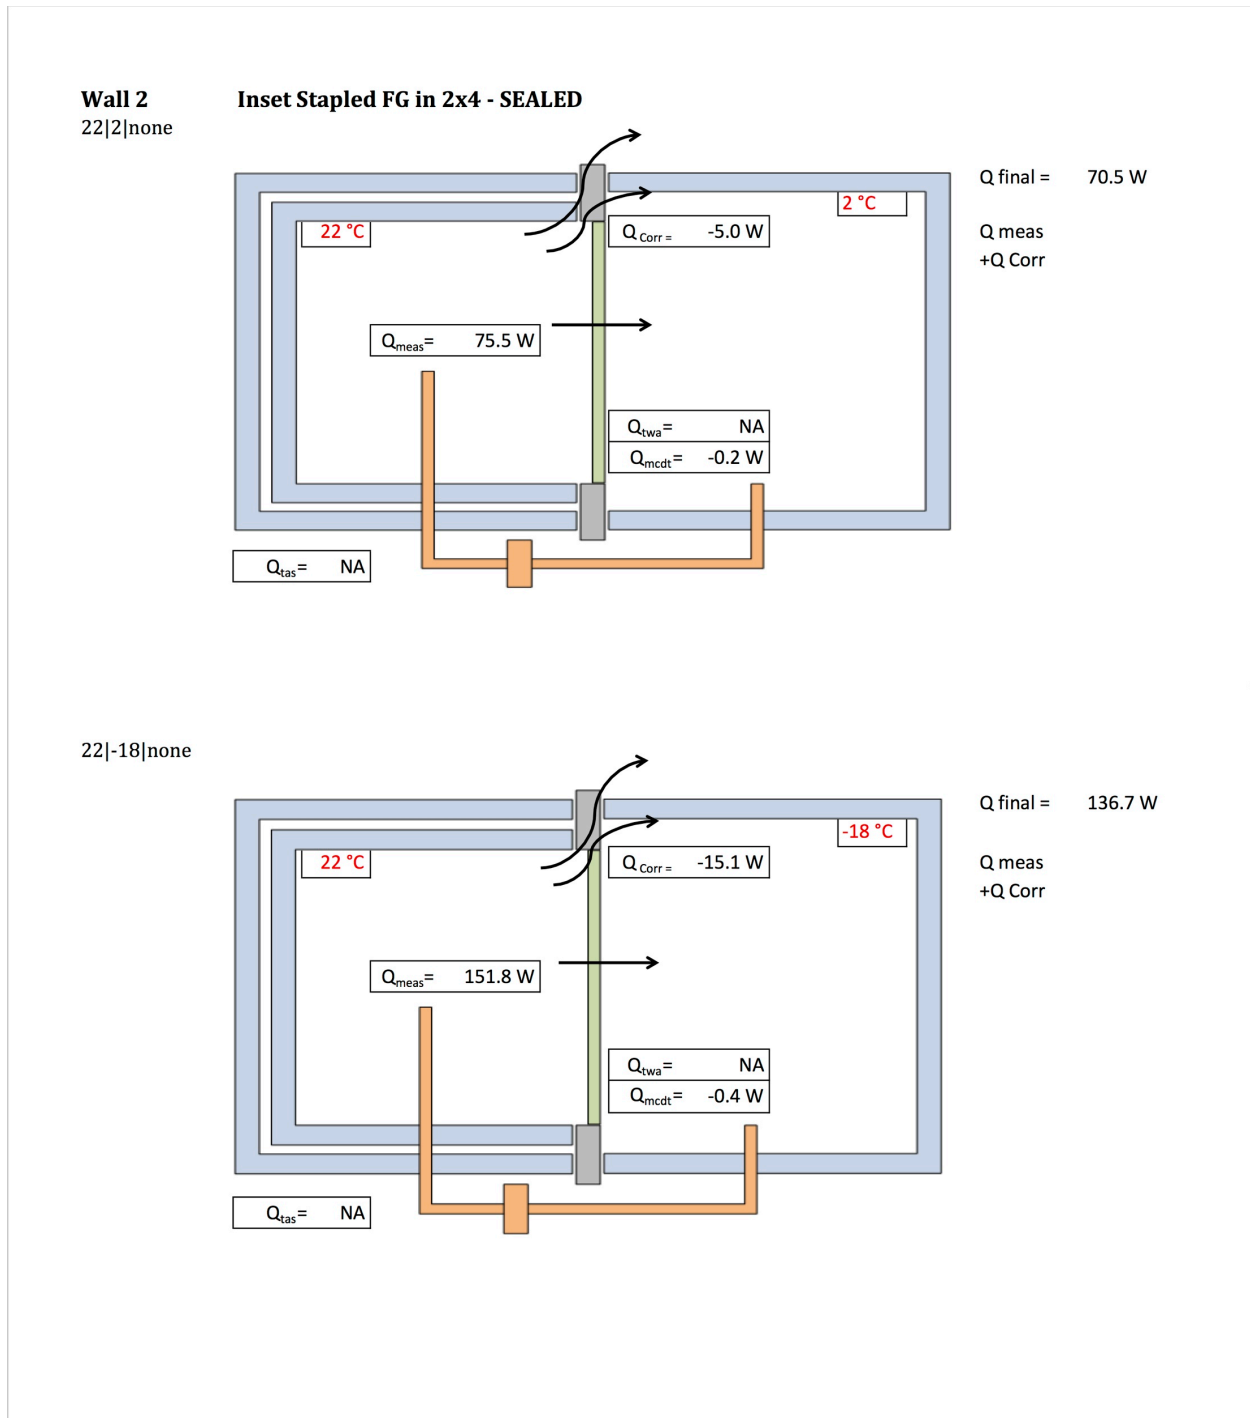 Wall 2 Inset Stapled FG in 2x4 - SEALED
22|2|none
Q final = 70.5 W
2 °C
22 °C
Q Corr = -5.0 W
Q meas
+Q Corr
Qmeas= 75.5 W
Qtwa= NA
Qmcdt= -0.2 W
Qtas= NA
22|-18|none
Q final = 136.7 W
-18 °C
22 °C
Q Corr = -15.1 W
Q meas
+Q Corr
Qmeas= 151.8 W
Qtwa= NA
Qmcdt= -0.4 W
Qtas= NA